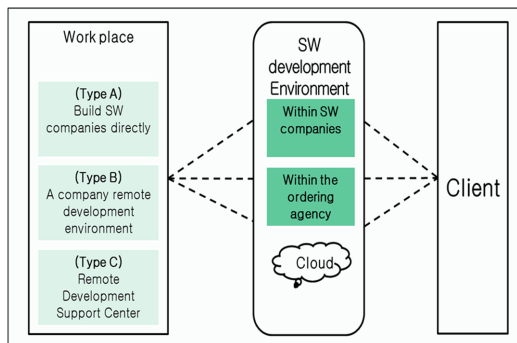 Work place
(Type A)
Build SW
companies directly
(Type B)
A company remote
development
environment
(Type C)
Remote
Development
Support Center
SW
development
Environment
Within SW
companies
Within the
ordering
agency
Cloud
Client